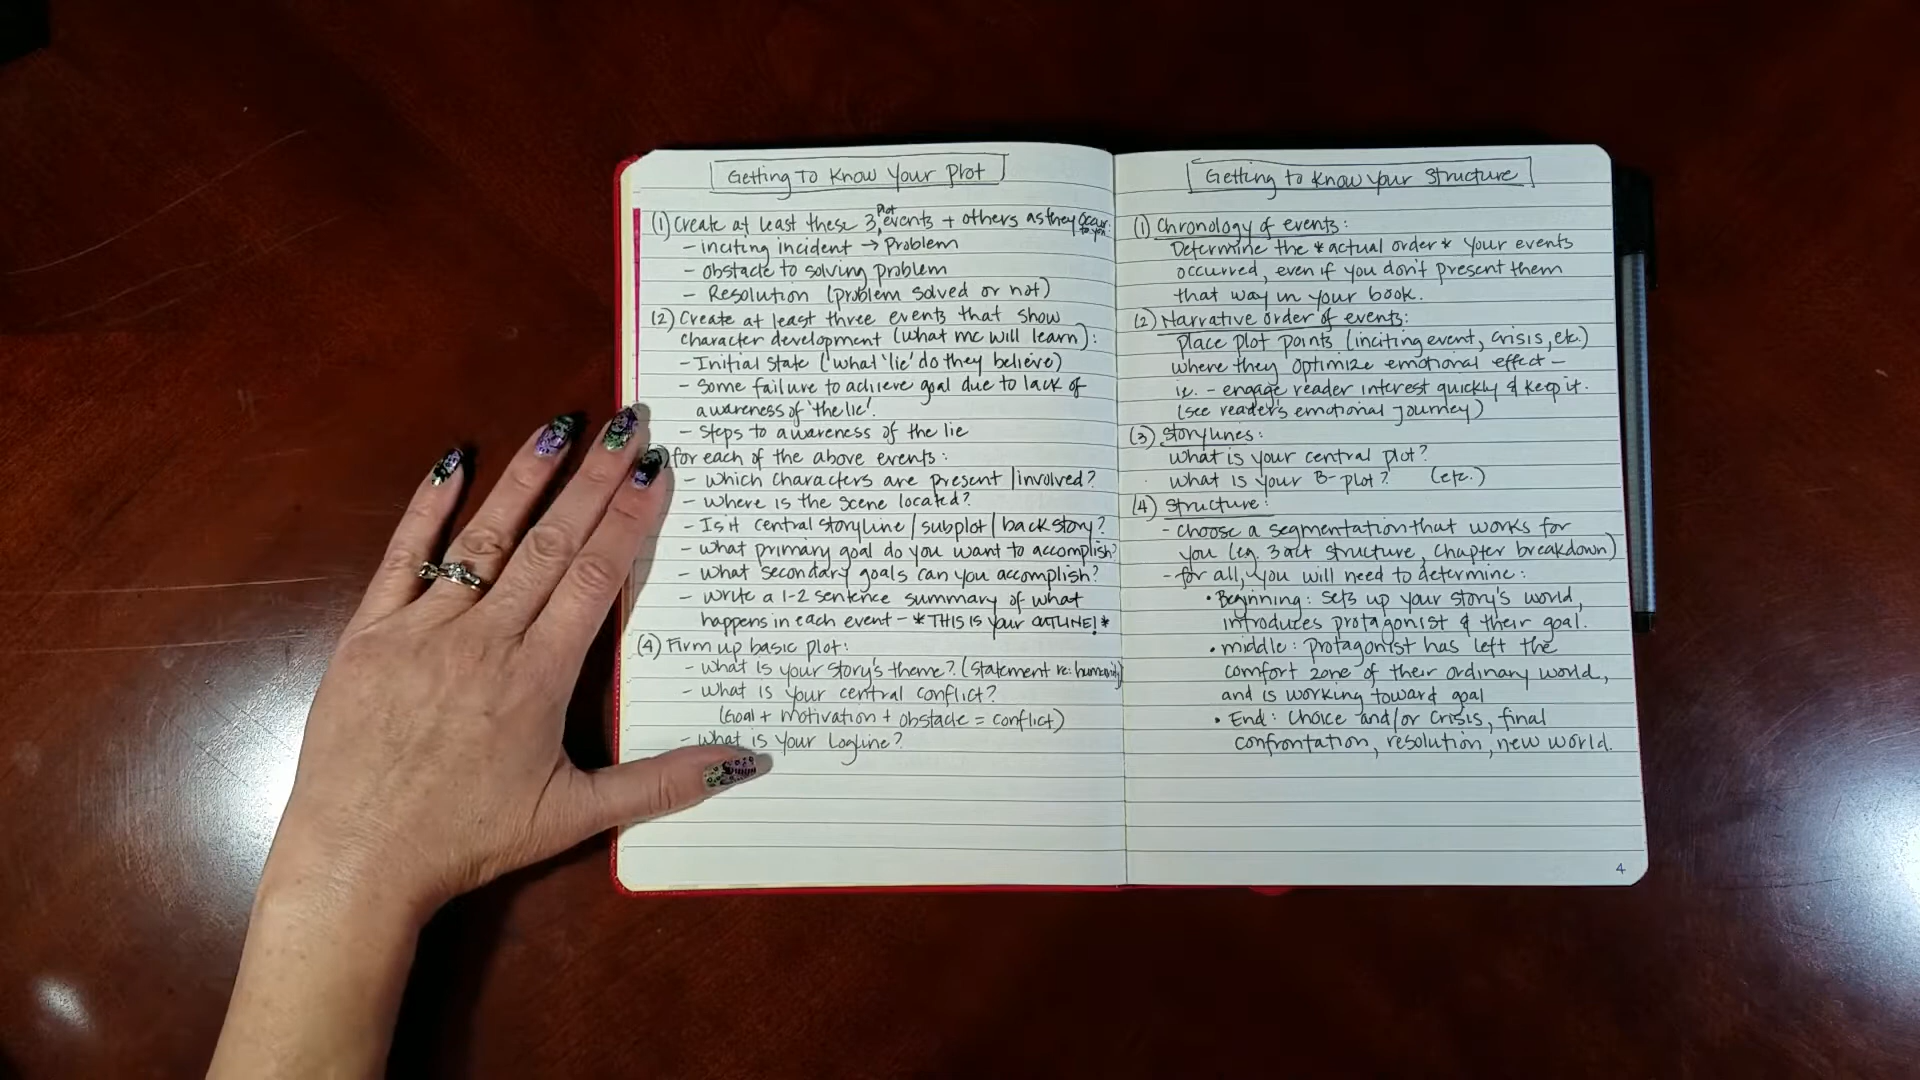 Getting To Know Your Plot
(1) Create at least these 3 plot events + others as they occur to you:
- inciting incident → Problem
- obstacle to solving problem
- Resolution (problem solved or not)
(2) Create at least three events that show
character development (what mc will learn):
- Initial State ('what 'lie' do they believe)
- Some failure to achieve goal due to lack of
awareness of 'the lie'.
- Steps to awareness of the lie
) for each of the above events:
- which characters are present/involved?
- where is the scene located?
- Is it central storyline/subplot/backstory?
- what primary goal do you want to accomplish?
- what secondary goals can you accomplish?
- write a 1-2 sentence summary of what
happens in each event - *THIS is your OUTLINE!*
(4) Firm up basic plot:
- what is your story's theme? (statement re: humanity)
- what is your central conflict?
(Goal + motivation + obstacle = conflict)
- What is your Logline?
Getting to know your Structure
(1) Chronology of events:
Determine the *actual order* your events
occurred, even if you don't present them
that way in your book.
(2) Narrative order of events:
place plot points (inciting event, crisis, etc.)
where they optimize emotional effect -
ie. - engage reader interest quickly & keep it.
(see reader's emotional journey)
(3) Storylines:
what is your central plot?
what is your B-plot? (etc.)
(4) Structure:
- choose a segmentation that works for
you (eg. 3 act structure, chapter breakdown)
- for all, you will need to determine:
• Beginning: sets up your story's world,
introduces protagonist & their goal.
• middle: protagonist has left the
comfort zone of their ordinary world,
and is working toward goal
• End: choice and/or crisis, final
confrontation, resolution, new world.
4